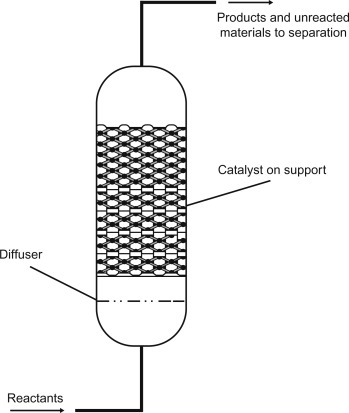 Products and unreacted
materials to separation
Catalyst on support
Diffuser
Reactants